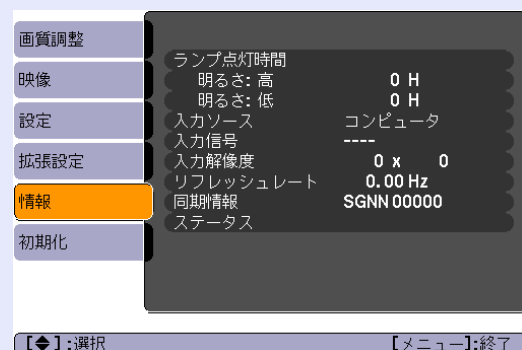 画質調整
映像
設定
拡張設定
情報
初期化
ランプ点灯時間
明るさ: 高 0 H
明るさ: 低 0 H
入力ソース コンピュータ
入力信号 ----
入力解像度 0 x 0
リフレッシュレート 0.00 Hz
同期情報 SGNN 00000
ステータス
[◆]:選択 [メニュー]:終了